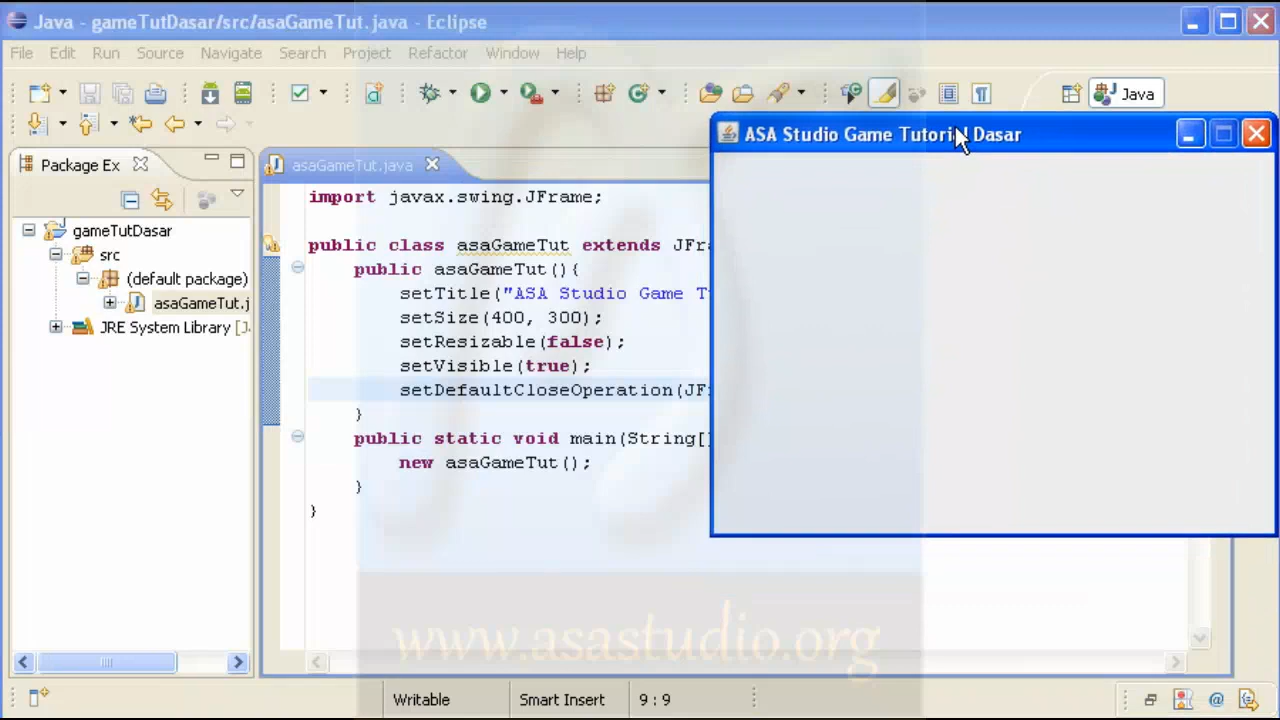 Java - gameTutDasar/src/asaGameTut.java - Eclipse
File Edit Run Source Navigate Search Project Refactor Window Help
Java
ASA Studio Game Tutorial Dasar
Package Ex
asaGameTut.java
gameTutDasar
src
(default package)
asaGameTut.j
JRE System Library [J
import javax.swing.JFrame;
public class asaGameTut extends JFra
public asaGameTut(){
setTitle("ASA Studio Game T
setSize(400, 300);
setResizable(false);
setVisible(true);
setDefaultCloseOperation(JF
}
public static void main(String[]
new asaGameTut();
}
}
www.asastudio.org
Writable Smart Insert 9 : 9